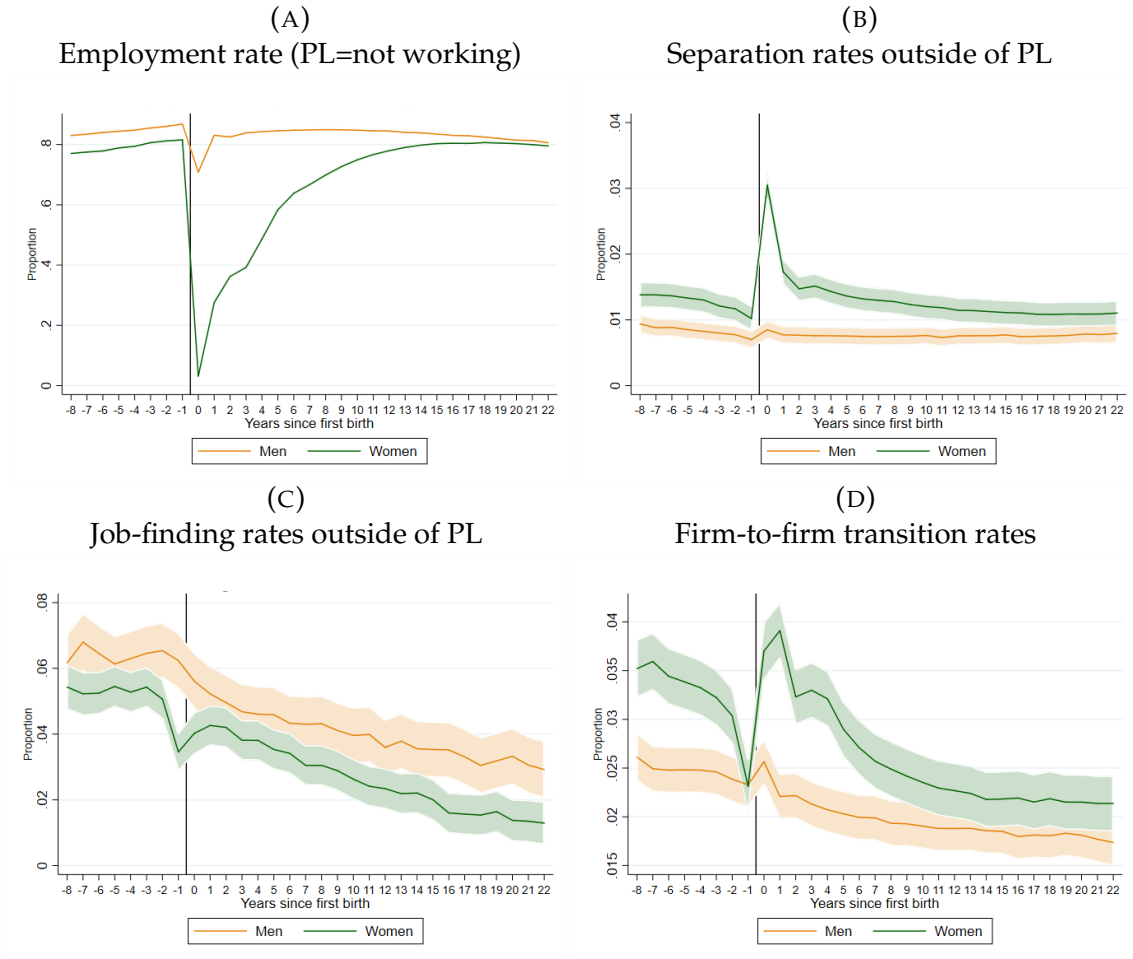 (A)
Employment rate (PL=not working)
Proportion
.8
.6
.4
.2
0
-8 -7 -6 -5 -4 -3 -2 -1 0 1 2 3 4 5 6 7 8 9 10 11 12 13 14 15 16 17 18 19 20 21 22
Years since first birth
Men Women
(B)
Separation rates outside of PL
Proportion
.04
.03
.02
.01
0
-8 -7 -6 -5 -4 -3 -2 -1 0 1 2 3 4 5 6 7 8 9 10 11 12 13 14 15 16 17 18 19 20 21 22
Years since first birth
Men Women
(C)
Job-finding rates outside of PL
Proportion
.08
.06
.04
.02
0
-8 -7 -6 -5 -4 -3 -2 -1 0 1 2 3 4 5 6 7 8 9 10 11 12 13 14 15 16 17 18 19 20 21 22
Years since first birth
Men Women
(D)
Firm-to-firm transition rates
Proportion
.04
.035
.03
.025
.02
.015
-8 -7 -6 -5 -4 -3 -2 -1 0 1 2 3 4 5 6 7 8 9 10 11 12 13 14 15 16 17 18 19 20 21 22
Years since first birth
Men Women